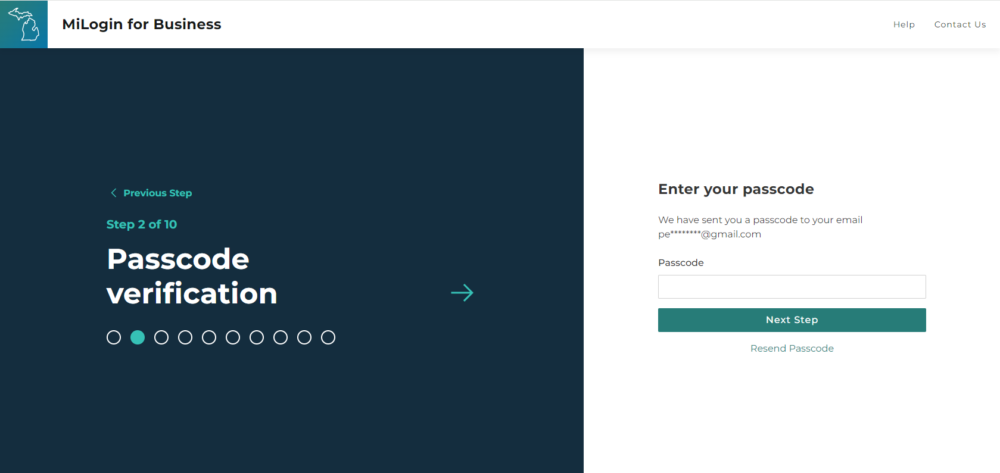 MiLogin for Business
Help
Contact Us
Previous Step
Step 2 of 10
Passcode
verification
Enter your passcode
We have sent you a passcode to your email
pe********@gmail.com
Passcode
Next Step
Resend Passcode